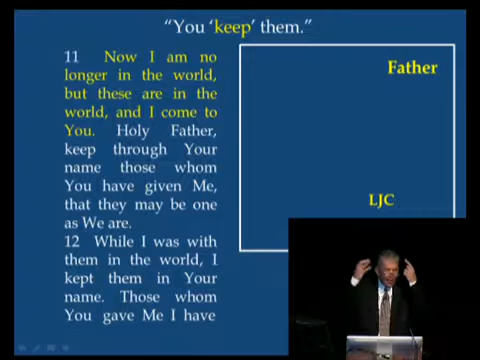 “You ‘keep’ them.”
11 Now I am no
longer in the world,
but these are in the
world, and I come to
You. Holy Father,
keep through Your
name those whom
You have given Me,
that they may be one
as We are.
12 While I was with
them in the world, I
kept them in Your
name. Those whom
You gave Me I have
Father
LJC